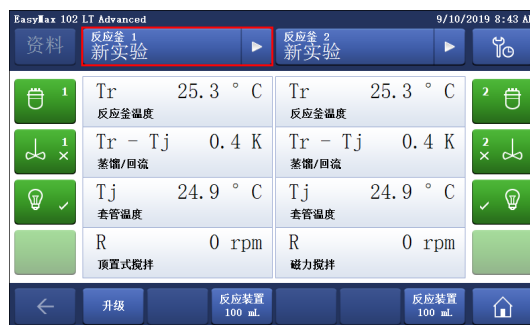 EasyMax 102 LT Advanced 9/10/2019 8:43 A
资料 反应釜 1 反应釜 2
新实验 ▶ 新实验 ▶
1 Tr 25.3 ° C Tr 25.3 ° C 2
反应釜温度 反应釜温度
1 Tr - Tj 0.4 K Tr - Tj 0.4 K 2
蒸馏/回流 蒸馏/回流
Tj 24.9 ° C Tj 24.9 ° C
套管温度 套管温度
R 0 rpm R 0 rpm
顶置式搅拌 磁力搅拌
升级 反应装置 反应装置
100 mL 100 mL